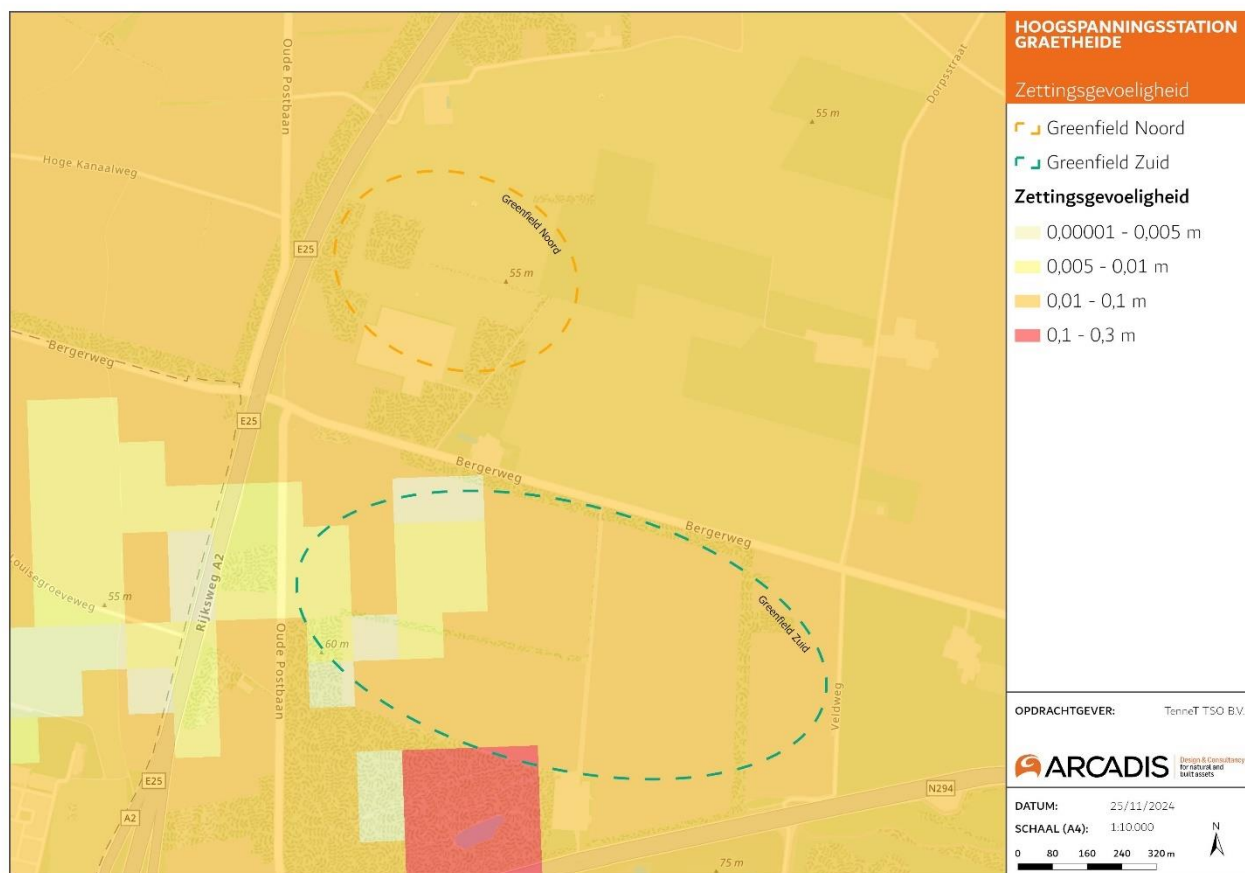 HOOGSPANNINGSSTATION
GRAETHEIDE
Zettingsgevoeligheid
Greenfield Noord
Greenfield Zuid
Zettingsgevoeligheid
0,00001 - 0,005 m
0,005 - 0,01 m
0,01 - 0,1 m
0,1 - 0,3 m
OPDRACHTGEVER: TenneT TSO B.V.
ARCADIS
Design & Consultancy
for natural and
built assets
DATUM: 25/11/2024
SCHAAL (A4): 1:10.000
N
0 80 160 240 320 m
Oude Postbaan
Dorpsstraat
55 m
Hoge Kanaalweg
Greenfield Noord
E25
55 m
Bergerweg
E25
Bergerweg
Bergerweg
Rijksweg A2
Louisegroeveweg
55 m
Greenfield Zuid
60 m
Oude Postbaan
Veldweg
E25
N294
A2
75 m